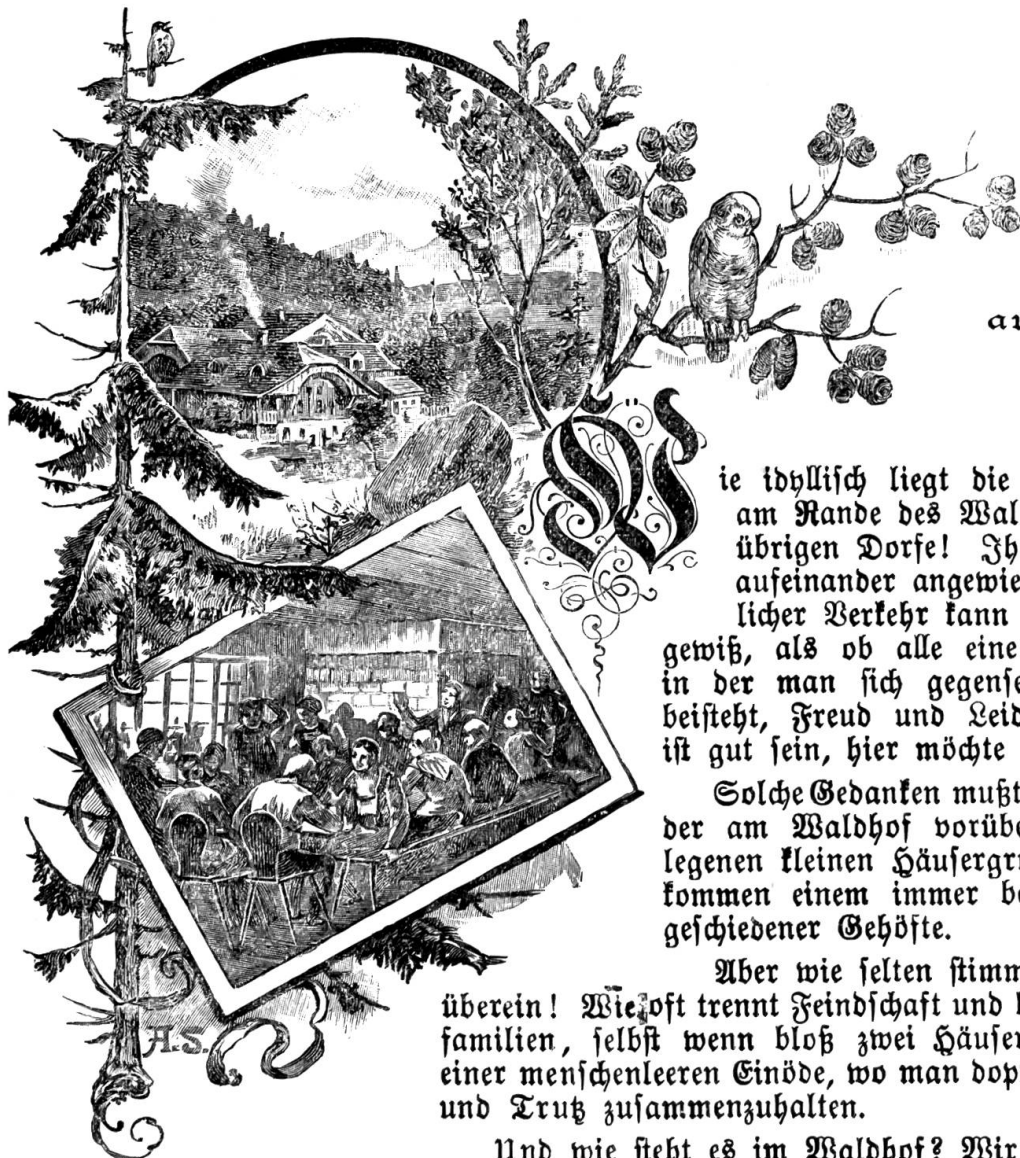 ar
Wie idyllisch liegt die
am Rande des Wal
übrigen Dorfe! Ih
aufeinander angewie
licher Verkehr kann
gewiß, als ob alle eine
in der man sich gegense
beisteht, Freud und Leid
ist gut sein, hier möchte
Solche Gedanken mußt
der am Waldhof vorübe
legenen kleinen Häusergru
kommen einem immer be
geschiedener Gehöfte.
Aber wie selten stimm
überein! Wie oft trennt Feindschaft und
familien, selbst wenn bloß zwei Häuser
einer menschenleeren Einöde, wo man dop
und Trutz zusammenzuhalten.
Und wie steht es im Waldhof? Wir
A.S.